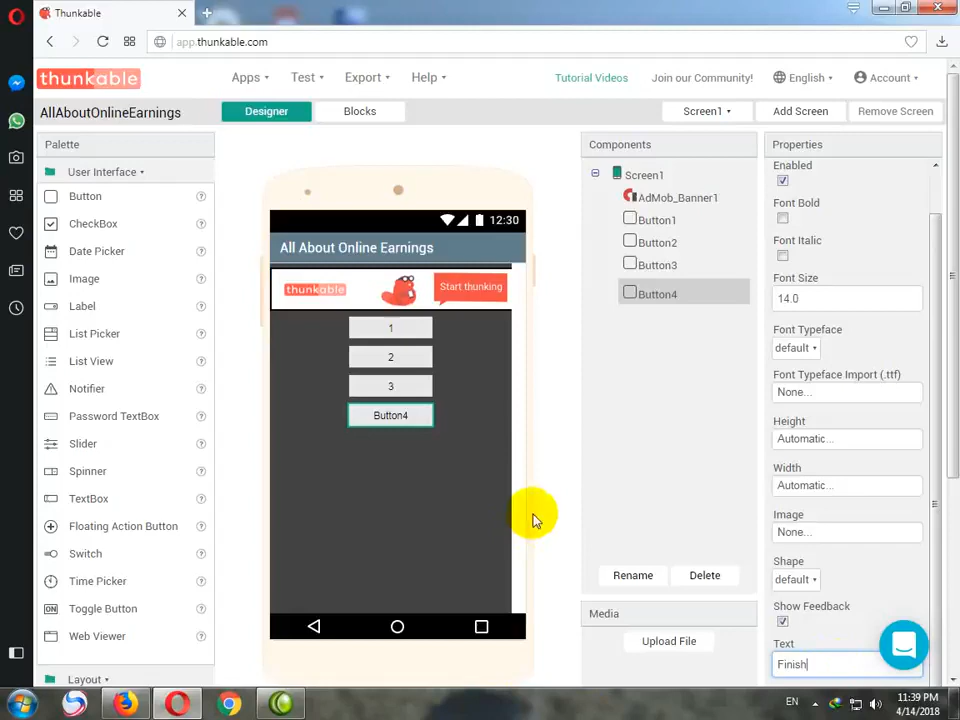 Thunkable
app.thunkable.com
thunkable
Apps
Test
Export
Help
Tutorial Videos
Join our Community!
English
Account
AllAboutOnlineEarnings
Designer
Blocks
Screen1
Add Screen
Remove Screen
Palette
User Interface
Button
CheckBox
Date Picker
Image
Label
List Picker
List View
Notifier
Password TextBox
Slider
Spinner
TextBox
Floating Action Button
Switch
Time Picker
ON Toggle Button
Web Viewer
Layout
12:30
All About Online Earnings
thunkable
Start thunking
1
2
3
Button4
Components
Screen1
AdMob_Banner1
Button1
Button2
Button3
Button4
Rename
Delete
Media
Upload File
Properties
Enabled
Font Bold
Font Italic
Font Size
14.0
Font Typeface
default
Font Typeface Import (.ttf)
None...
Height
Automatic...
Width
Automatic...
Image
None...
Shape
default
Show Feedback
Text
Finish
EN
11:39 PM
4/14/2018